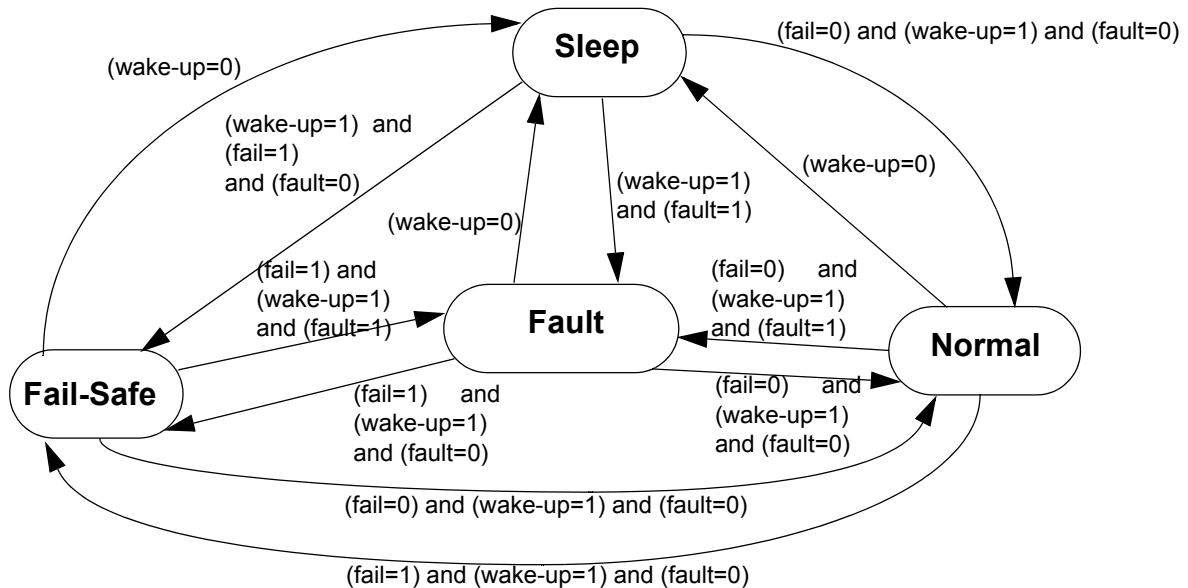 Sleep
(fail=0) and (wake-up=1) and (fault=0)
(wake-up=0)
(wake-up=1) and
(fail=1)
and (fault=0)
(wake-up=0)
(wake-up=1)
and (fault=1)
(wake-up=0)
(fail=1) and
(wake-up=1)
and (fault=1)
(fail=0) and
(wake-up=1)
and (fault=1)
Fault
Normal
Fail-Safe
(fail=1) and
(wake-up=1)
and (fault=0)
(fail=0) and
(wake-up=1)
and (fault=0)
(fail=0) and (wake-up=1) and (fault=0)
(fail=1) and (wake-up=1) and (fault=0)